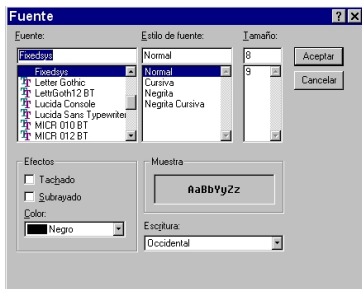 Fuente
Fuente: Estilo de fuente: Tamaño:
Fixedsys Normal 8 Aceptar
Fixedsys Normal 9
Letter Gothic Cursiva Cancelar
LettrGoth12 BT Negrita
Lucida Console Negrita Cursiva
Lucida Sans Typewriter
MICR 010 BT
MICR 012 BT
Efectos Muestra
Tachado AaBbYyZz
Subrayado
Color: Escritura:
Negro Occidental